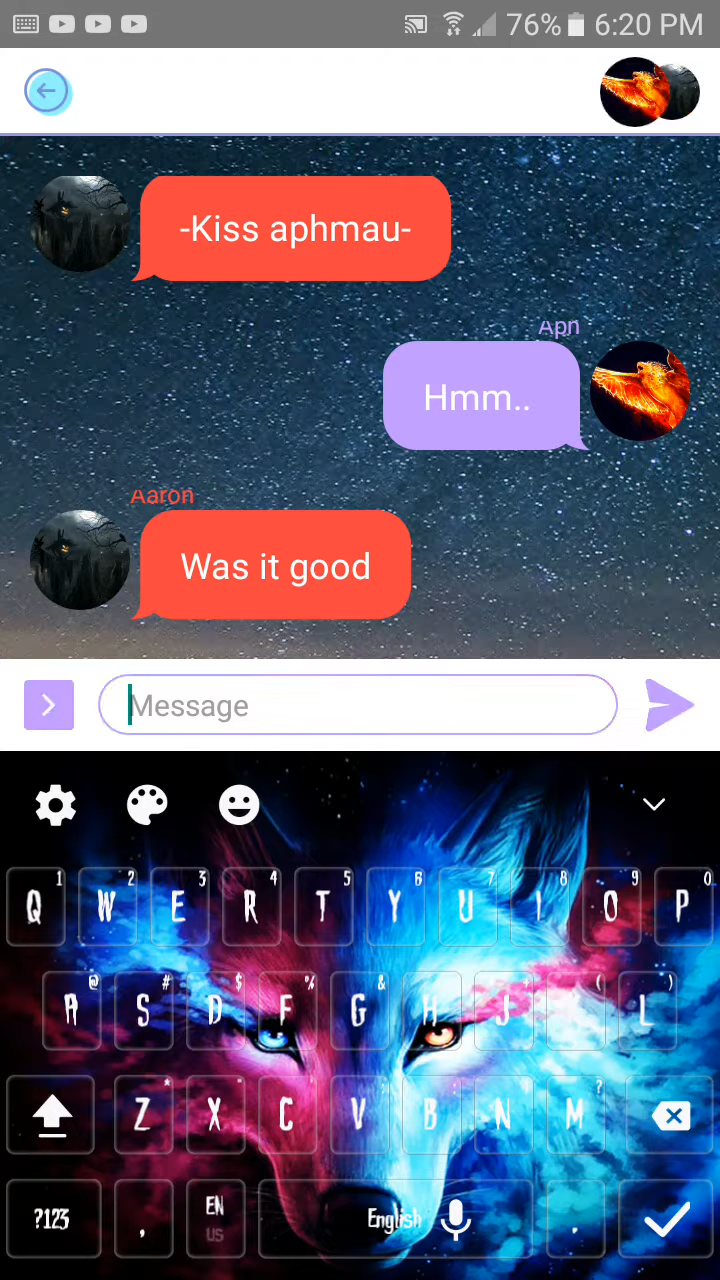 76% 6:20 PM
-Kiss aphmau-
Hmm..
Aaron
Was it good
Message
1 2 3 4 5 6 7 8 9 0
Q W E R T Y U I O P
@ # $ % & ( )
A S D F G H J L
Z X C V B N M
?
?123 , EN US English .